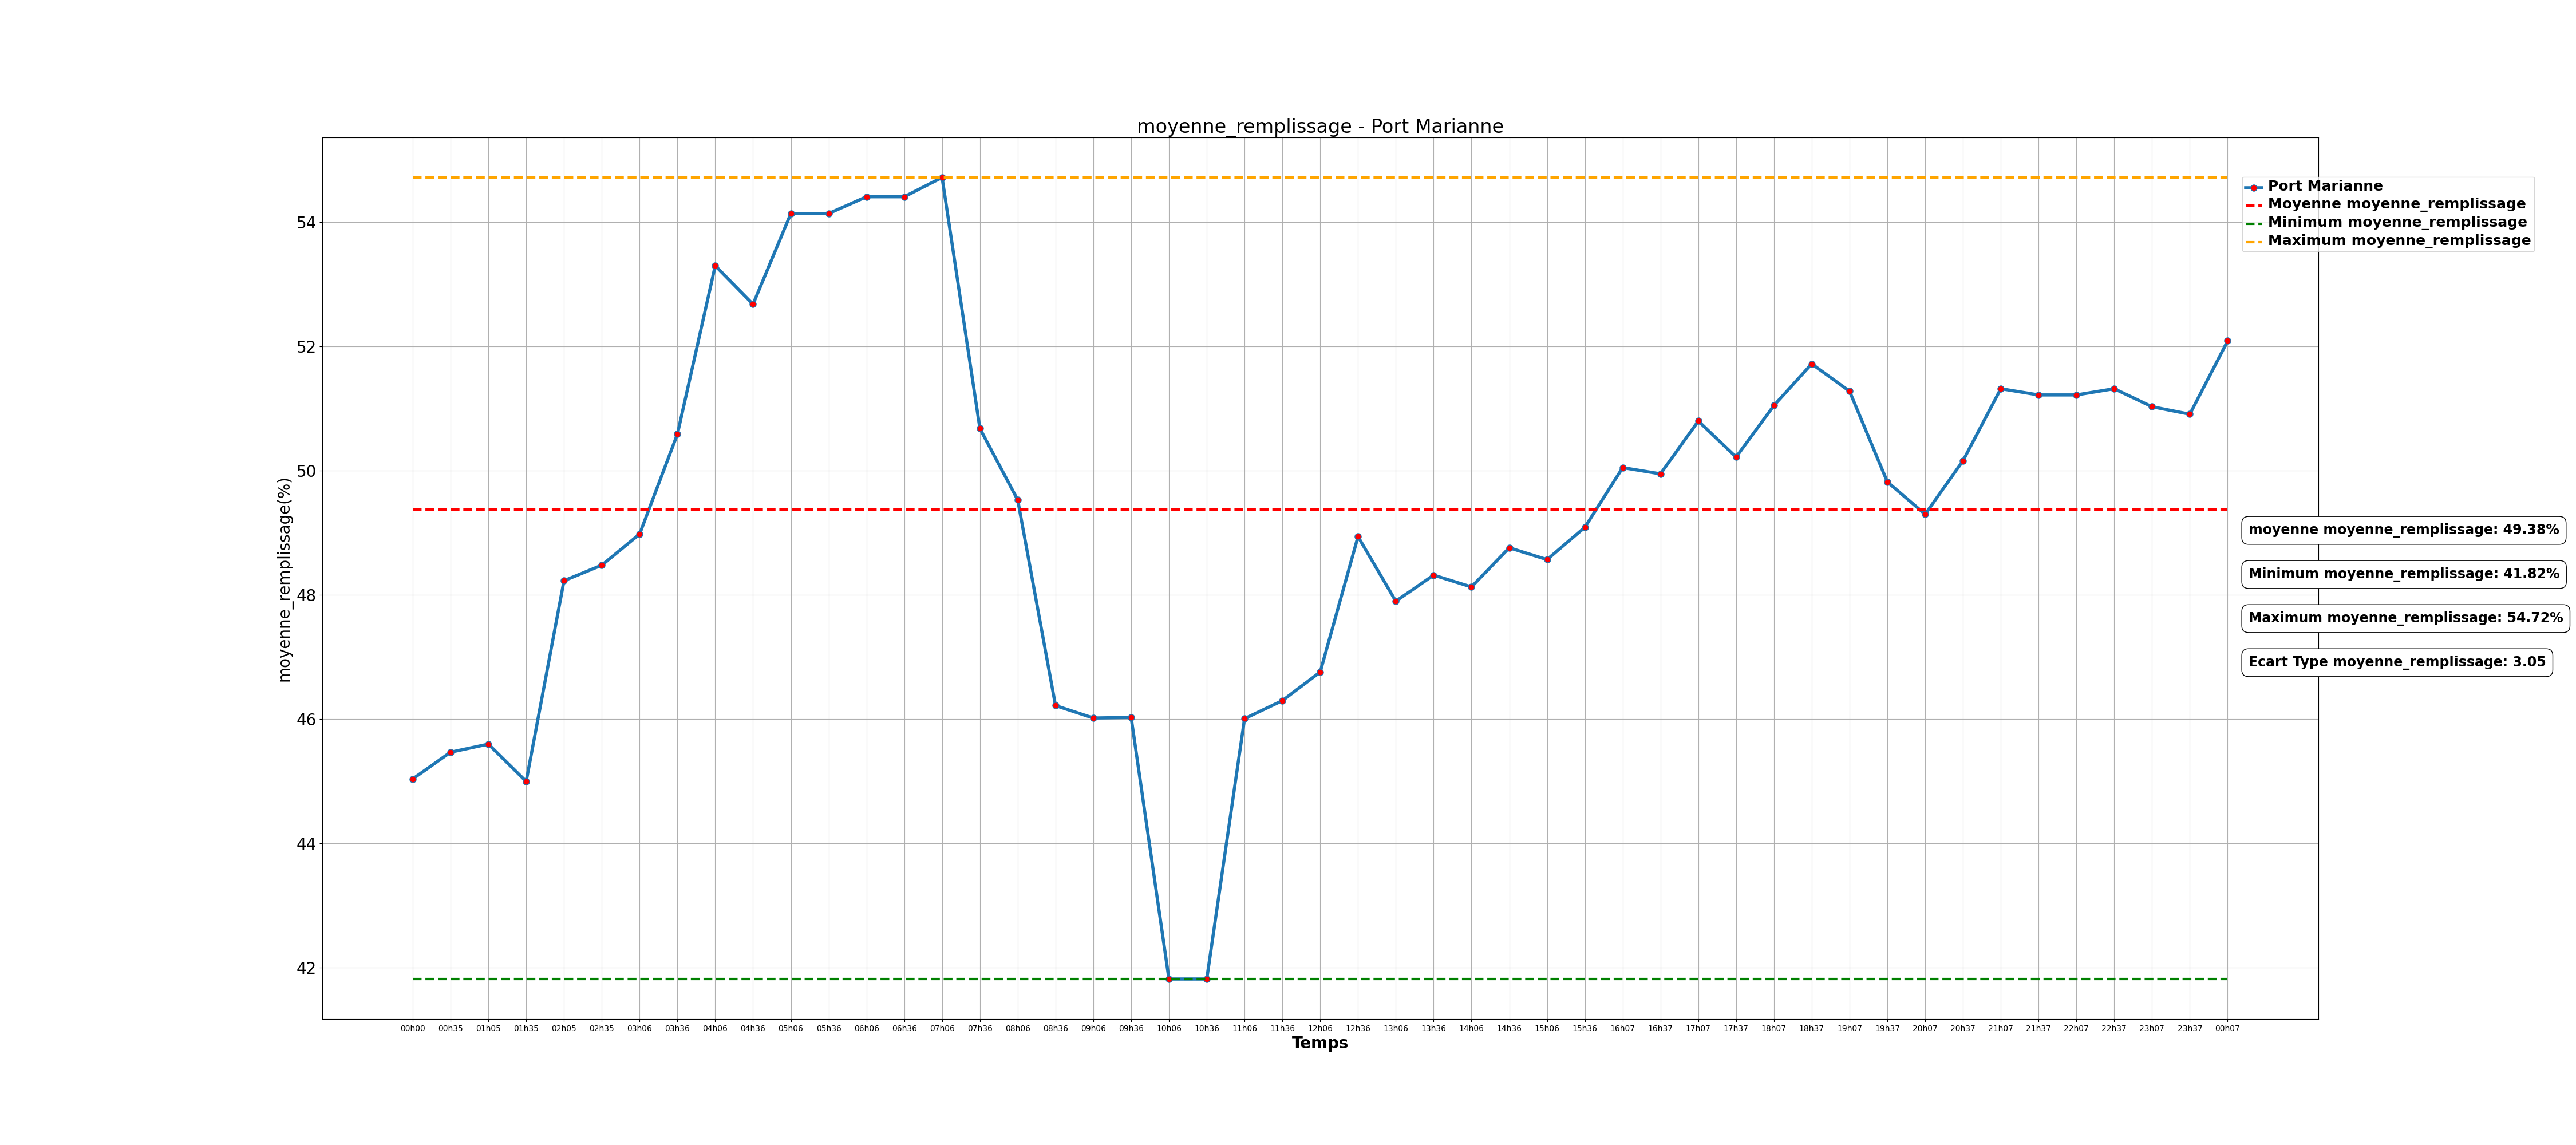 moyenne_remplissage - Port Marianne
Port Marianne
Moyenne moyenne_remplissage
Minimum moyenne_remplissage
Maximum moyenne_remplissage
54
52
50
48
46
44
42
moyenne_remplissage(%)
moyenne moyenne_remplissage: 49.38%
Minimum moyenne_remplissage: 41.82%
Maximum moyenne_remplissage: 54.72%
Ecart Type moyenne_remplissage: 3.05
00h00 00h35 01h05 01h35 02h05 02h35 03h06 03h36 04h06 04h36 05h06 05h36 06h06 06h36 07h06 07h36 08h06 08h36 09h06 09h36 10h06 10h36 11h06 11h36 12h06 12h36 13h06 13h36 14h06 14h36 15h06 15h36 16h07 16h37 17h07 17h37 18h07 18h37 19h07 19h37 20h07 20h37 21h07 21h37 22h07 22h37 23h07 23h37 00h07
Temps